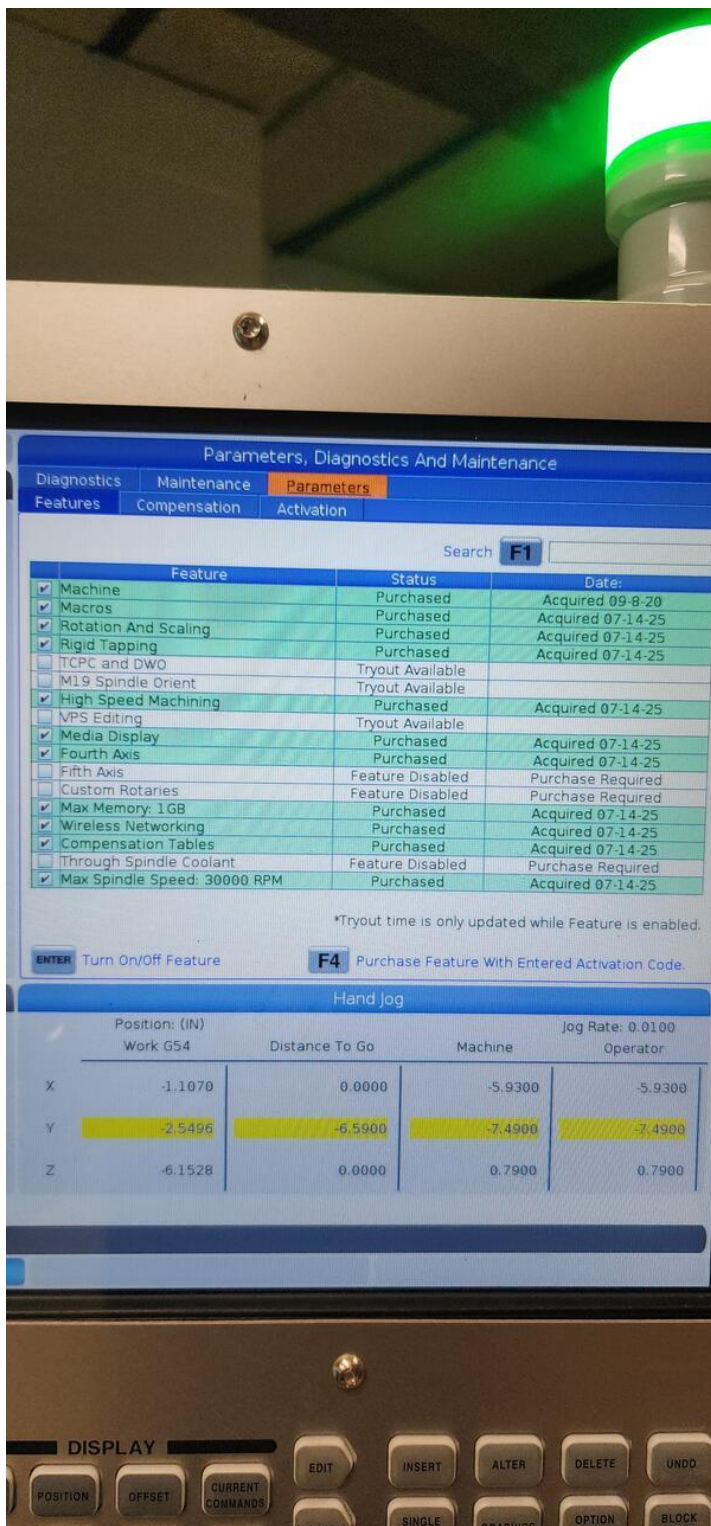 Parameters, Diagnostics And Maintenance
Diagnostics Maintenance Parameters
Features Compensation Activation
Search F1
Feature Status Date:
Machine Purchased Acquired 09-8-20
Macros Purchased Acquired 07-14-25
Rotation And Scaling Purchased Acquired 07-14-25
Rigid Tapping Purchased Acquired 07-14-25
TCPC and DWO Tryout Available
M19 Spindle Orient Tryout Available
High Speed Machining Purchased Acquired 07-14-25
VPS Editing Tryout Available
Media Display Purchased Acquired 07-14-25
Fourth Axis Purchased Acquired 07-14-25
Fifth Axis Feature Disabled Purchase Required
Custom Rotaries Feature Disabled Purchase Required
Max Memory: 1GB Purchased Acquired 07-14-25
Wireless Networking Purchased Acquired 07-14-25
Compensation Tables Purchased Acquired 07-14-25
Through Spindle Coolant Feature Disabled Purchase Required
Max Spindle Speed: 30000 RPM Purchased Acquired 07-14-25
*Tryout time is only updated while Feature is enabled.
ENTER Turn On/Off Feature F4 Purchase Feature With Entered Activation Code.
Hand Jog
Position: (IN) Jog Rate: 0.0100
Work G54 Distance To Go Machine Operator
X -1.1070 0.0000 -5.9300 -5.9300
Y -2.5496 -6.5900 -7.4900 -7.4900
Z -6.1528 0.0000 0.7900 0.7900
DISPLAY
POSITION OFFSET CURRENT COMMANDS EDIT INSERT ALTER DELETE UNDO
SINGLE GRAPHICS OPTION BLOCK